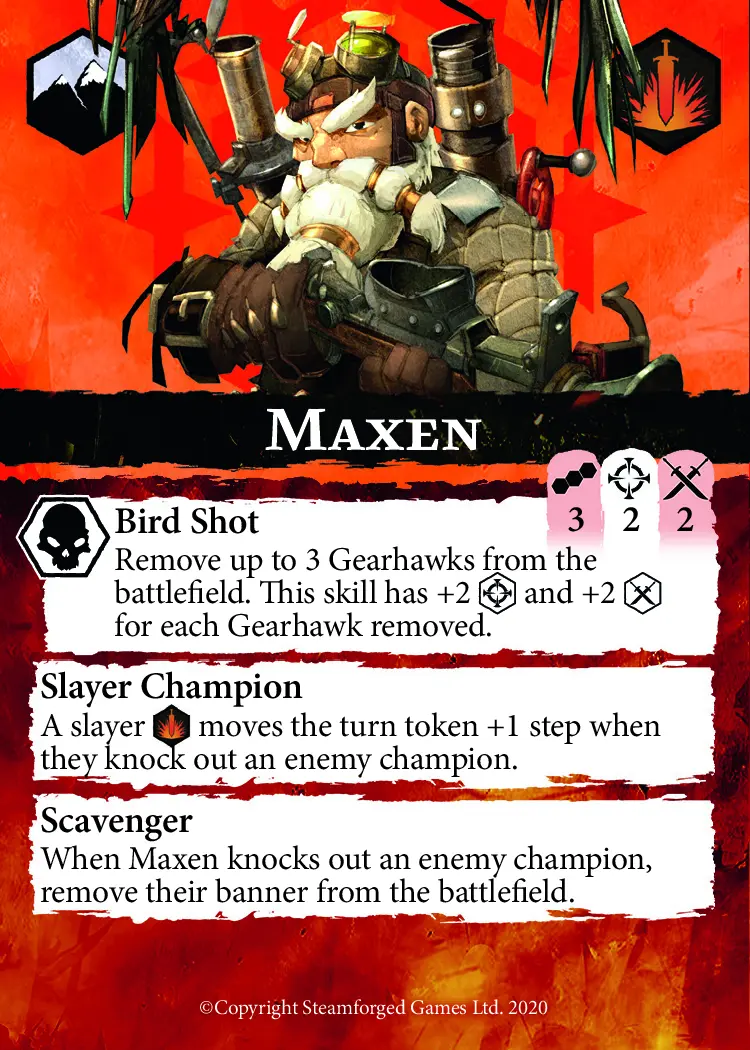 Maxen
3 2 2
Bird Shot
Remove up to 3 Gearhawks from the
battlefield. This skill has +2 and +2
for each Gearhawk removed.
Slayer Champion
A slayer moves the turn token +1 step when
they knock out an enemy champion.
Scavenger
When Maxen knocks out an enemy champion,
remove their banner from the battlefield.
©Copyright Steamforged Games Ltd. 2020